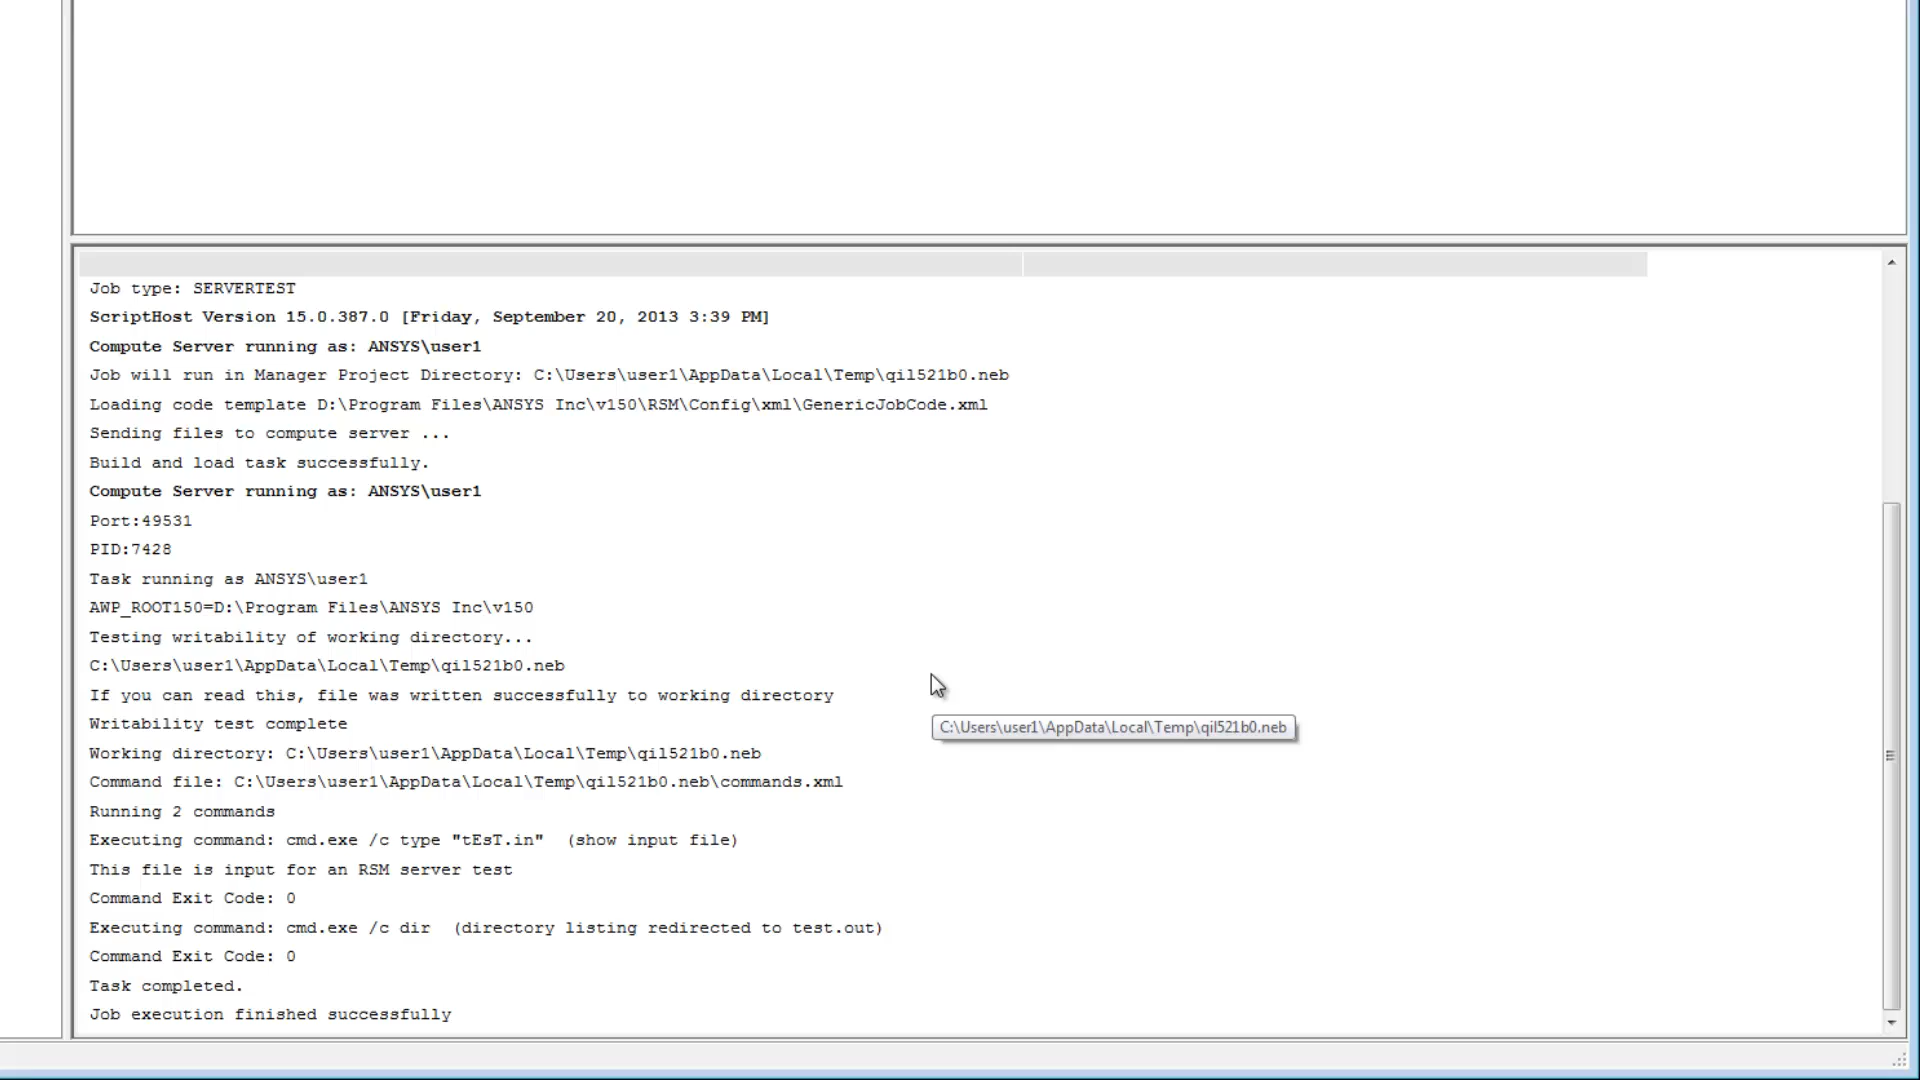 Job type: SERVERTEST
ScriptHost Version 15.0.387.0 [Friday, September 20, 2013 3:39 PM]
Compute Server running as: ANSYS\user1
Job will run in Manager Project Directory: C:\Users\user1\AppData\Local\Temp\qil521b0.neb
Loading code template D:\Program Files\ANSYS Inc\v150\RSM\Config\xml\GenericJobCode.xml
Sending files to compute server ...
Build and load task successfully.
Compute Server running as: ANSYS\user1
Port:49531
PID:7428
Task running as ANSYS\user1
AWP_ROOT150=D:\Program Files\ANSYS Inc\v150
Testing writability of working directory...
C:\Users\user1\AppData\Local\Temp\qil521b0.neb
If you can read this, file was written successfully to working directory
Writability test complete
C:\Users\user1\AppData\Local\Temp\qil521b0.neb
Working directory: C:\Users\user1\AppData\Local\Temp\qil521b0.neb
Command file: C:\Users\user1\AppData\Local\Temp\qil521b0.neb\commands.xml
Running 2 commands
Executing command: cmd.exe /c type "tEsT.in"  (show input file)
This file is input for an RSM server test
Command Exit Code: 0
Executing command: cmd.exe /c dir  (directory listing redirected to test.out)
Command Exit Code: 0
Task completed.
Job execution finished successfully